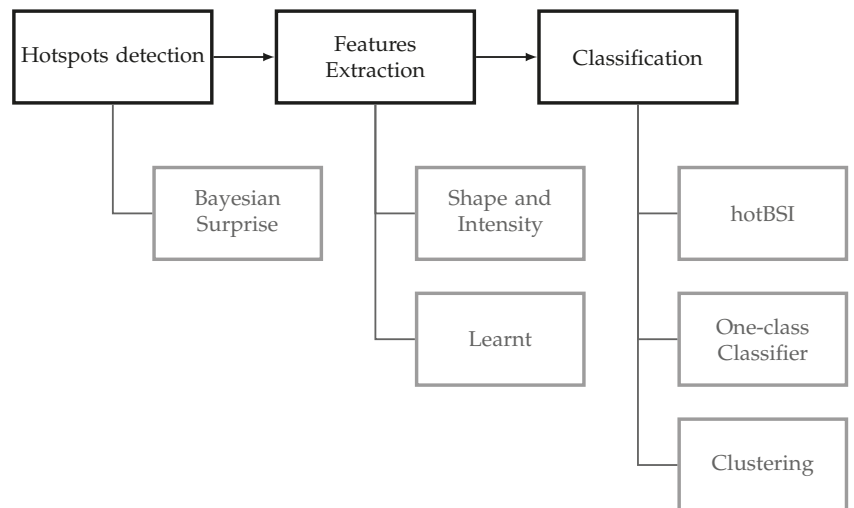 Hotspots detection
Features
Extraction
Classification
Bayesian
Surprise
Shape and
Intensity
hotBSI
Learnt
One-class
Classifier
Clustering